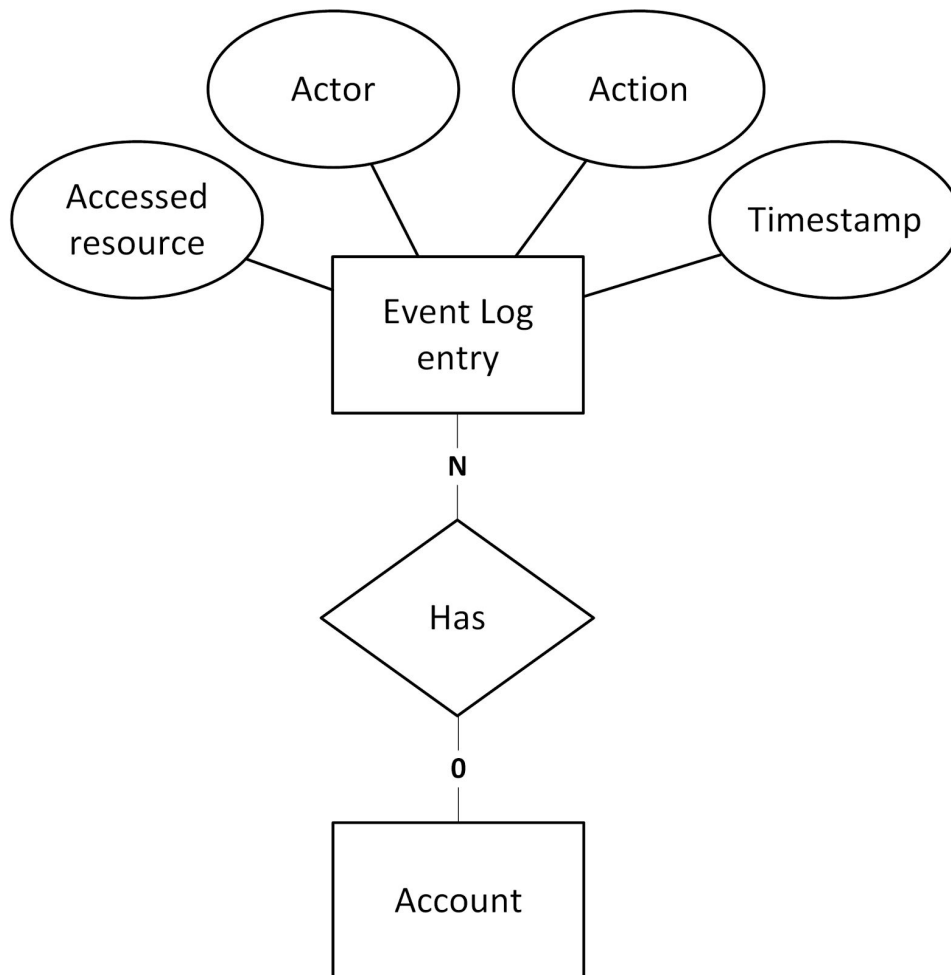 Actor
Action
Accessed
resource
Timestamp
Event Log
entry
N
Has
0
Account